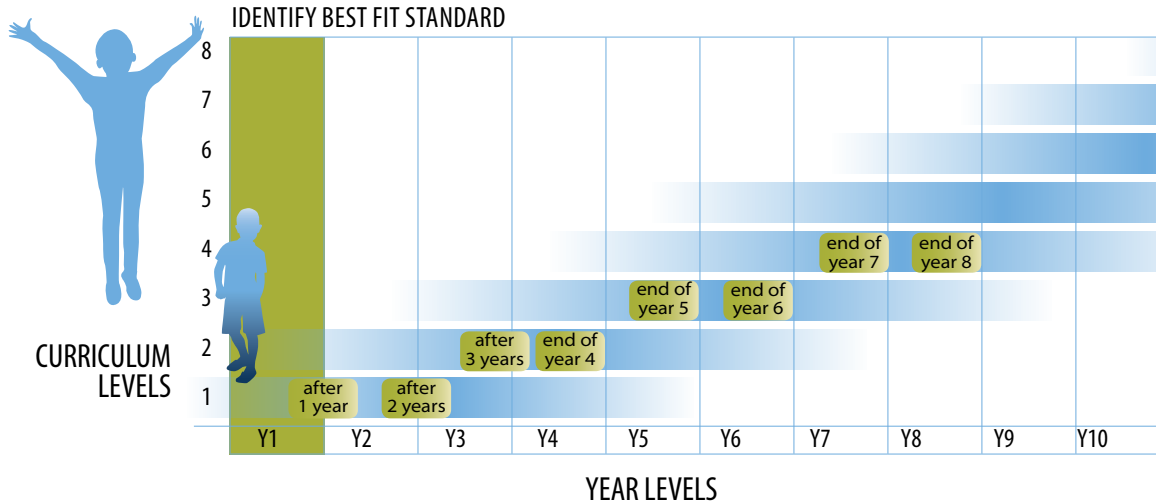 IDENTIFY BEST FIT STANDARD
8
7
6
5
4
end of
year 7
end of
year 8
3
end of
year 5
end of
year 6
CURRICULUM
LEVELS
2
after
3 years
end of
year 4
1
after
1 year
after
2 years
Y1 Y2 Y3 Y4 Y5 Y6 Y7 Y8 Y9 Y10
YEAR LEVELS